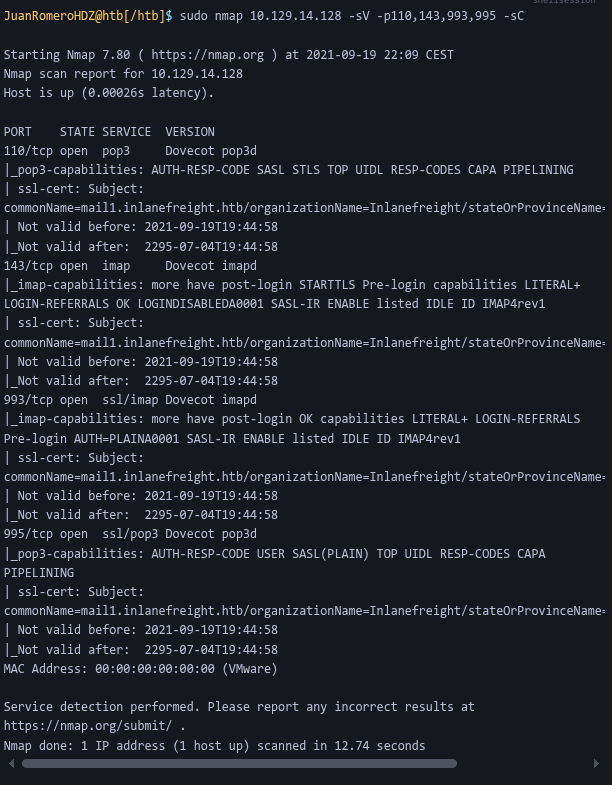 shellsession
JuanRomeroHDZ@htb[/htb]$ sudo nmap 10.129.14.128 -sV -p110,143,993,995 -sC
Starting Nmap 7.80 ( https://nmap.org ) at 2021-09-19 22:09 CEST
Nmap scan report for 10.129.14.128
Host is up (0.00026s latency).
PORT    STATE SERVICE  VERSION
110/tcp open  pop3     Dovecot pop3d
|_pop3-capabilities: AUTH-RESP-CODE SASL STLS TOP UIDL RESP-CODES CAPA PIPELINING
| ssl-cert: Subject:
commonName=mail1.inlanefreight.htb/organizationName=Inlanefreight/stateOrProvinceName=
| Not valid before: 2021-09-19T19:44:58
|_Not valid after:  2295-07-04T19:44:58
143/tcp open  imap     Dovecot imapd
|_imap-capabilities: more have post-login STARTTLS Pre-login capabilities LITERAL+
LOGIN-REFERRALS OK LOGINDISABLEDA0001 SASL-IR ENABLE listed IDLE ID IMAP4rev1
| ssl-cert: Subject:
commonName=mail1.inlanefreight.htb/organizationName=Inlanefreight/stateOrProvinceName=
| Not valid before: 2021-09-19T19:44:58
|_Not valid after:  2295-07-04T19:44:58
993/tcp open  ssl/imap Dovecot imapd
|_imap-capabilities: more have post-login OK capabilities LITERAL+ LOGIN-REFERRALS
Pre-login AUTH=PLAINA0001 SASL-IR ENABLE listed IDLE ID IMAP4rev1
| ssl-cert: Subject:
commonName=mail1.inlanefreight.htb/organizationName=Inlanefreight/stateOrProvinceName=
| Not valid before: 2021-09-19T19:44:58
|_Not valid after:  2295-07-04T19:44:58
995/tcp open  ssl/pop3 Dovecot pop3d
|_pop3-capabilities: AUTH-RESP-CODE USER SASL(PLAIN) TOP UIDL RESP-CODES CAPA
PIPELINING
| ssl-cert: Subject:
commonName=mail1.inlanefreight.htb/organizationName=Inlanefreight/stateOrProvinceName=
| Not valid before: 2021-09-19T19:44:58
|_Not valid after:  2295-07-04T19:44:58
MAC Address: 00:00:00:00:00:00 (VMware)
Service detection performed. Please report any incorrect results at
https://nmap.org/submit/ .
Nmap done: 1 IP address (1 host up) scanned in 12.74 seconds